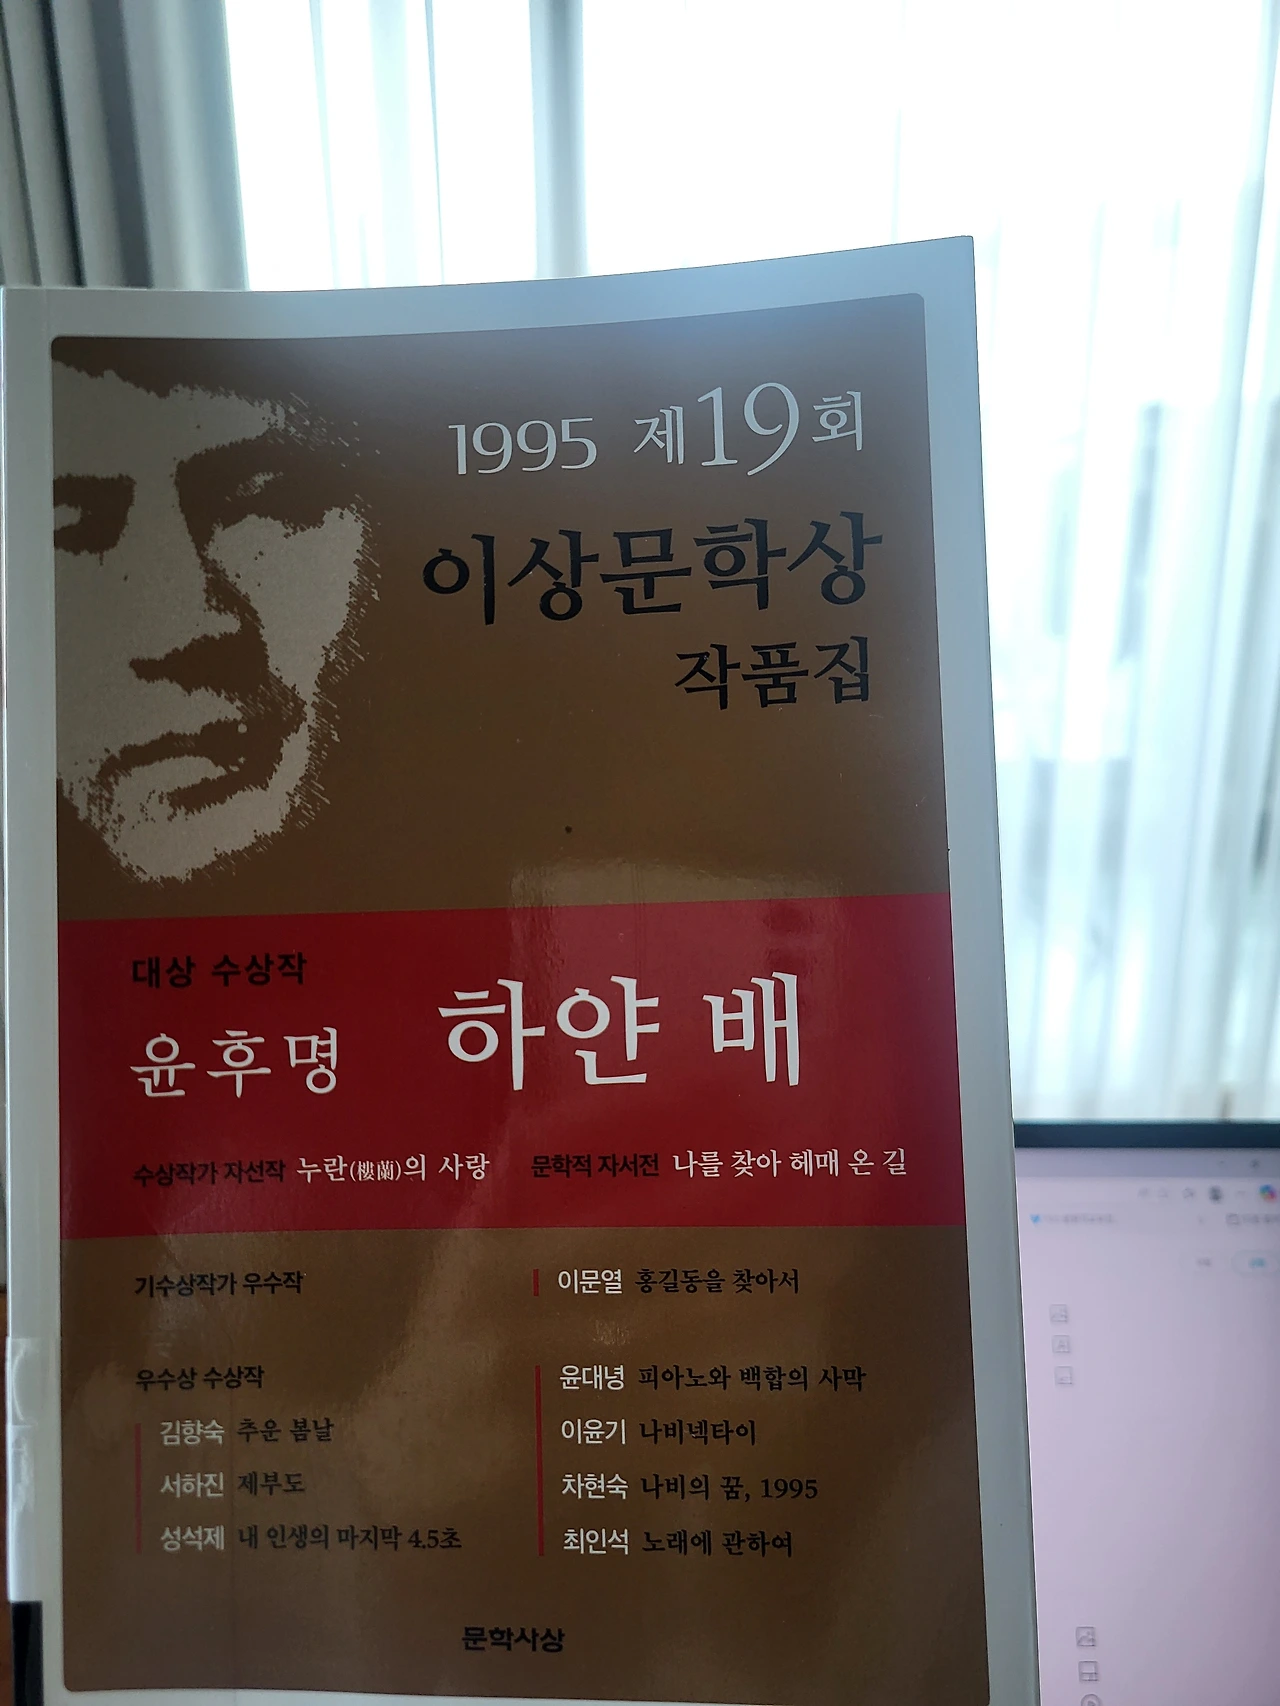 1995 제19회
이상문학상
작품집
대상 수상작
윤후명 하얀 배
수상작가 자선작 누란(樓蘭)의 사랑 문학적 자서전 나를 찾아 헤매 온 길
기수상작가 우수작
이문열 홍길동을 찾아서
우수상 수상작
김향숙 추운 봄날
서하진 제부도
성석제 내 인생의 마지막 4.5초
윤대녕 피아노와 백합의 사막
이윤기 나비넥타이
차현숙 나비의 꿈, 1995
최인석 노래에 관하여
문학사상